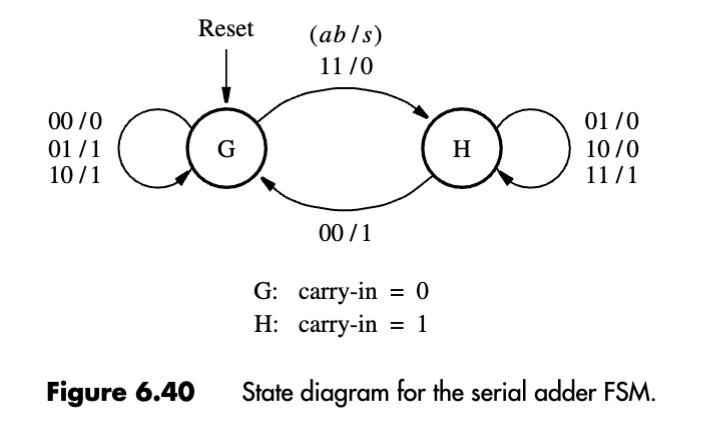 Reset
(ab/s)
11/0
00/0
01/1
10/1
G
H
01/0
10/0
11/1
00/1
G: carry-in = 0
H: carry-in = 1
Figure 6.40 State diagram for the serial adder FSM.